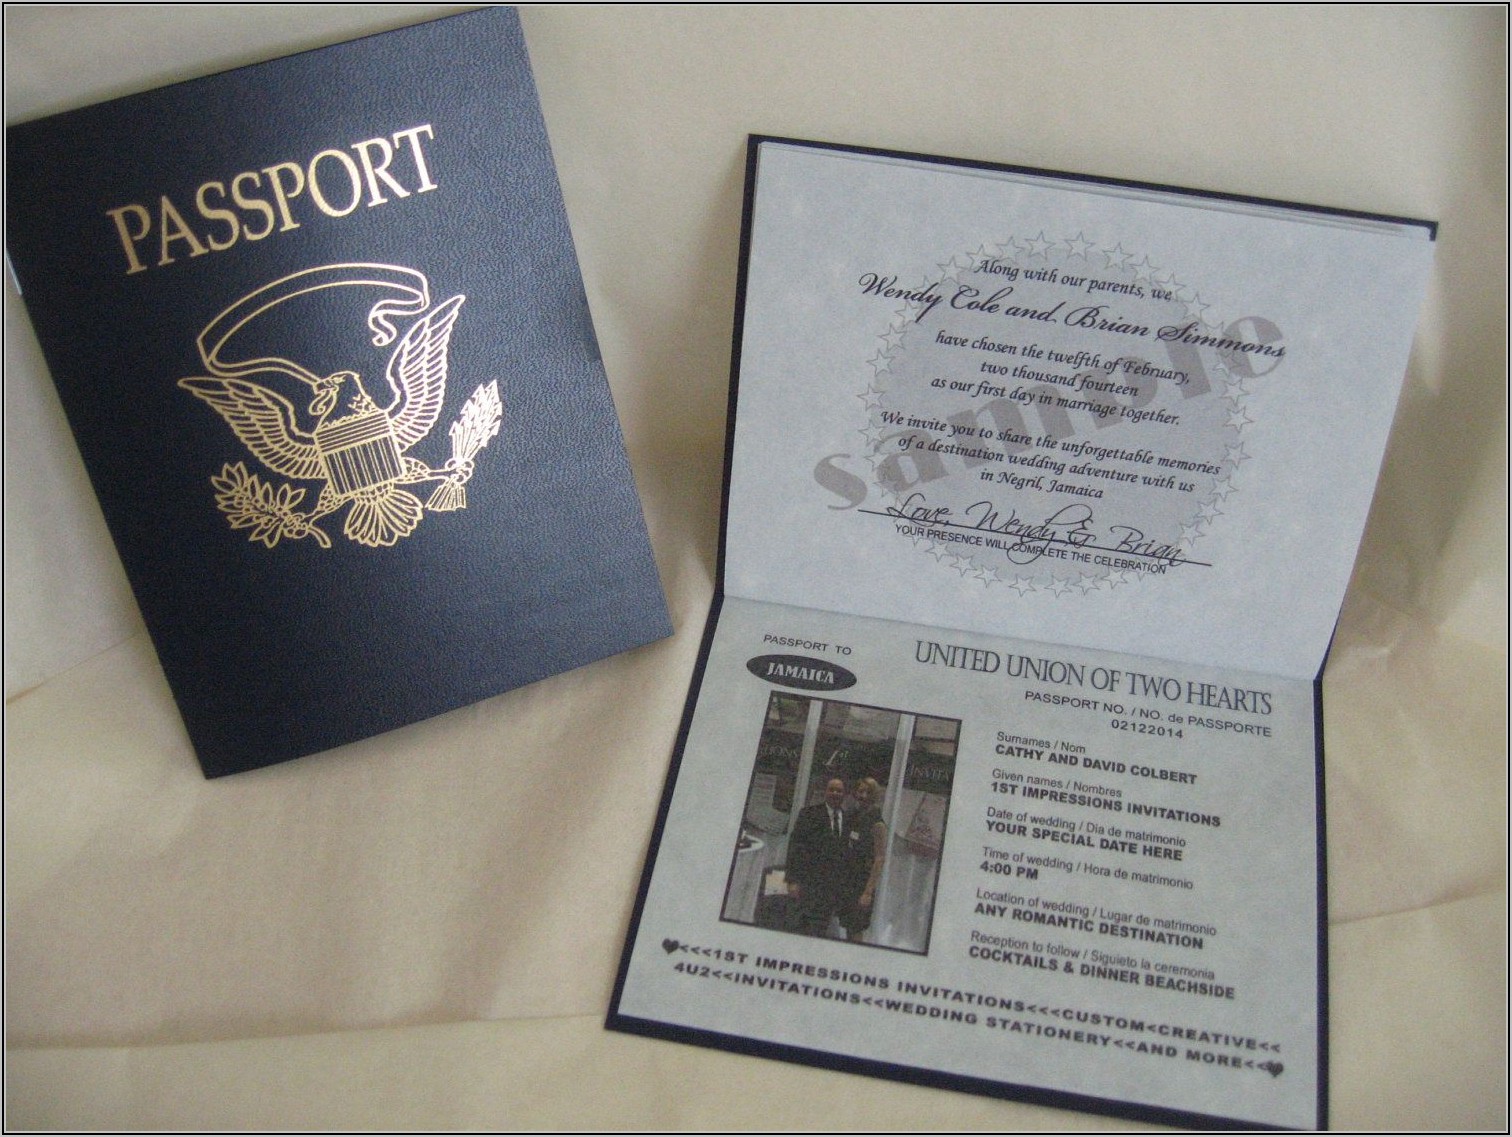 PASSPORT
Along with our parents, we
Wendy Cole and Brian Simmons
have chosen the twelfth of February,
two thousand fourteen
as our first day in marriage together.
We invite you to share the unforgettable memories
of a destination wedding adventure with us
in Negril, Jamaica
Love, Wendy & Brian
YOUR PRESENCE WILL COMPLETE THE CELEBRATION
sample
PASSPORT TO
JAMAICA
UNITED UNION OF TWO HEARTS
PASSPORT NO. / NO. de PASSPORTE
02122014
Surnames / Nom
CATHY AND DAVID COLBERT
Given names / Nombres
1ST IMPRESSIONS INVITATIONS
Date of wedding / Dia de matrimonio
YOUR SPECIAL DATE HERE
Time of wedding / Hora de matrimonio
4:00 PM
Location of wedding / Lugar de matrimonio
ANY ROMANTIC DESTINATION
Reception to follow / Siguieto la ceremonia
COCKTAILS & DINNER BEACHSIDE
1st
INVITA
<<<1ST IMPRESSIONS INVITATIONS<<<CUSTOM<CREATIVE<<
4U2<<INVITATIONS<<WEDDING STATIONERY<<AND MORE<<